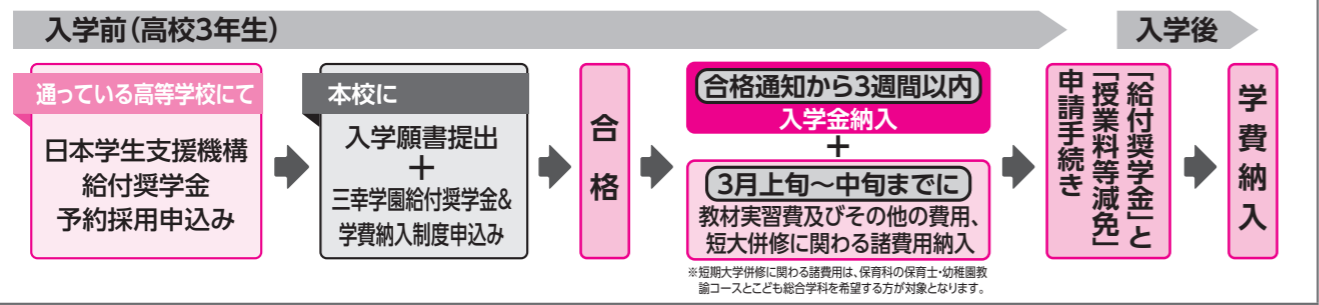 入学前(高校3年生)
入学後
通っている高等学校にて
日本学生支援機構
給付奨学金
予約採用申込み
本校に
入学願書提出
+
三幸学園給付奨学金&
学費納入制度申込み
合格
合格通知から3週間以内
入学金納入
+
3月上旬〜中旬までに
教材実習費及びその他の費用、
短大併修に関わる諸費用納入
※短期大学併修に関わる諸費用は、保育科の保育士・幼稚園教
諭コースとこども総合学科を希望する方が対象となります。
「給付奨学金」と
「授業料等減免」
申請手続き
学費納入